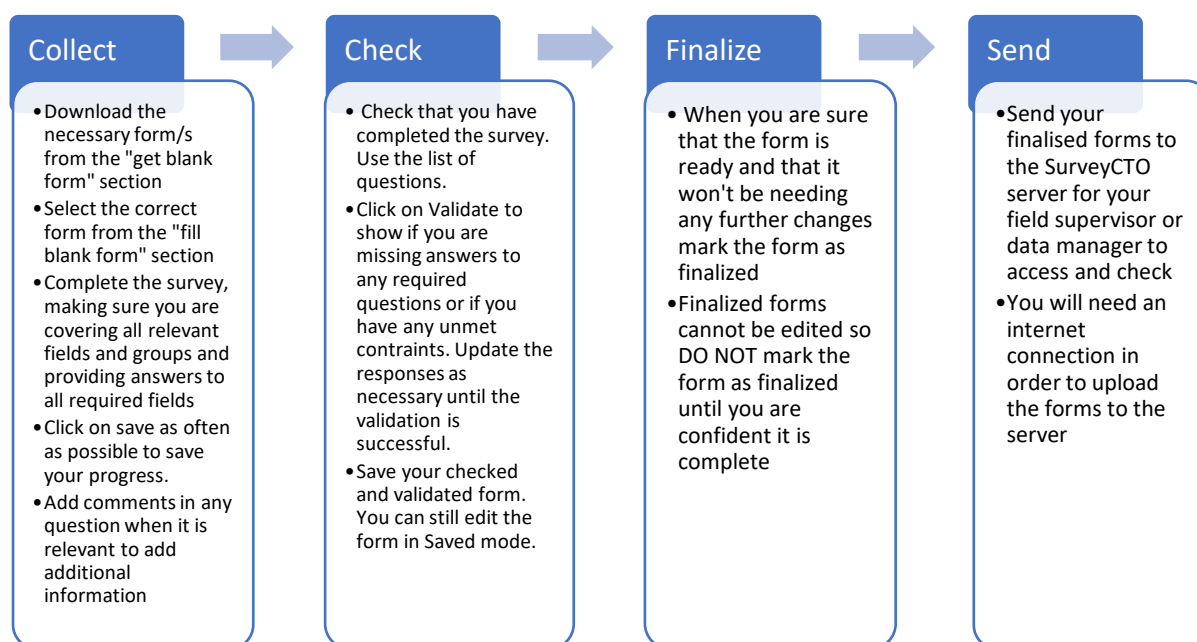 Collect
•Download the
necessary form/s
from the "get blank
form" section
•Select the correct
form from the "fill
blank form" section
•Complete the survey,
making sure you are
covering all relevant
fields and groups and
providing answers to
all required fields
•Click on save as often
as possible to save
your progress.
•Add comments in any
question when it is
relevant to add
additional
information
Check
• Check that you have
completed the survey.
Use the list of
questions.
•Click on Validate to
show if you are
missing answers to
any required
questions or if you
have any unmet
contraints. Update the
responses as
necessary until the
validation is
successful.
•Save your checked
and validated form.
You can still edit the
form in Saved mode.
Finalize
• When you are sure
that the form is
ready and that it
won't be needing
any further changes
mark the form as
finalized
•Finalized forms
cannot be edited so
DO NOT mark the
form as finalized
until you are
confident it is
complete
Send
•Send your
finalised forms to
the SurveyCTO
server for your
field supervisor or
data manager to
access and check
•You will need an
internet
connection in
order to upload
the forms to the
server